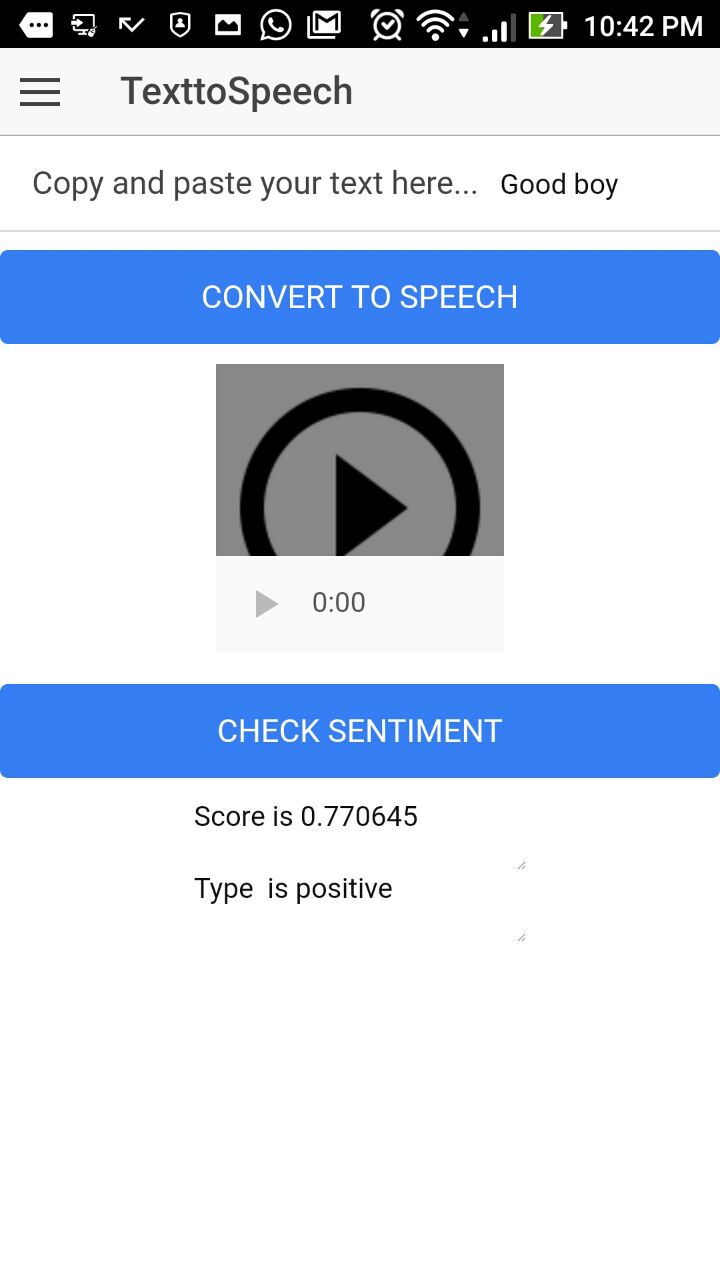 10:42 PM
TexttoSpeech
Copy and paste your text here... Good boy
CONVERT TO SPEECH
0:00
CHECK SENTIMENT
Score is 0.770645
Type  is positive